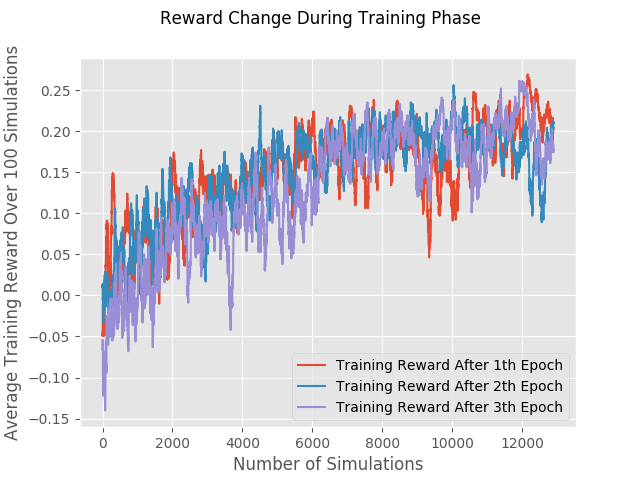 Reward Change During Training Phase
Average Training Reward Over 100 Simulations
0.25
0.20
0.15
0.10
0.05
0.00
−0.05
−0.10
−0.15
Training Reward After 1th Epoch
Training Reward After 2th Epoch
Training Reward After 3th Epoch
0 2000 4000 6000 8000 10000 12000
Number of Simulations